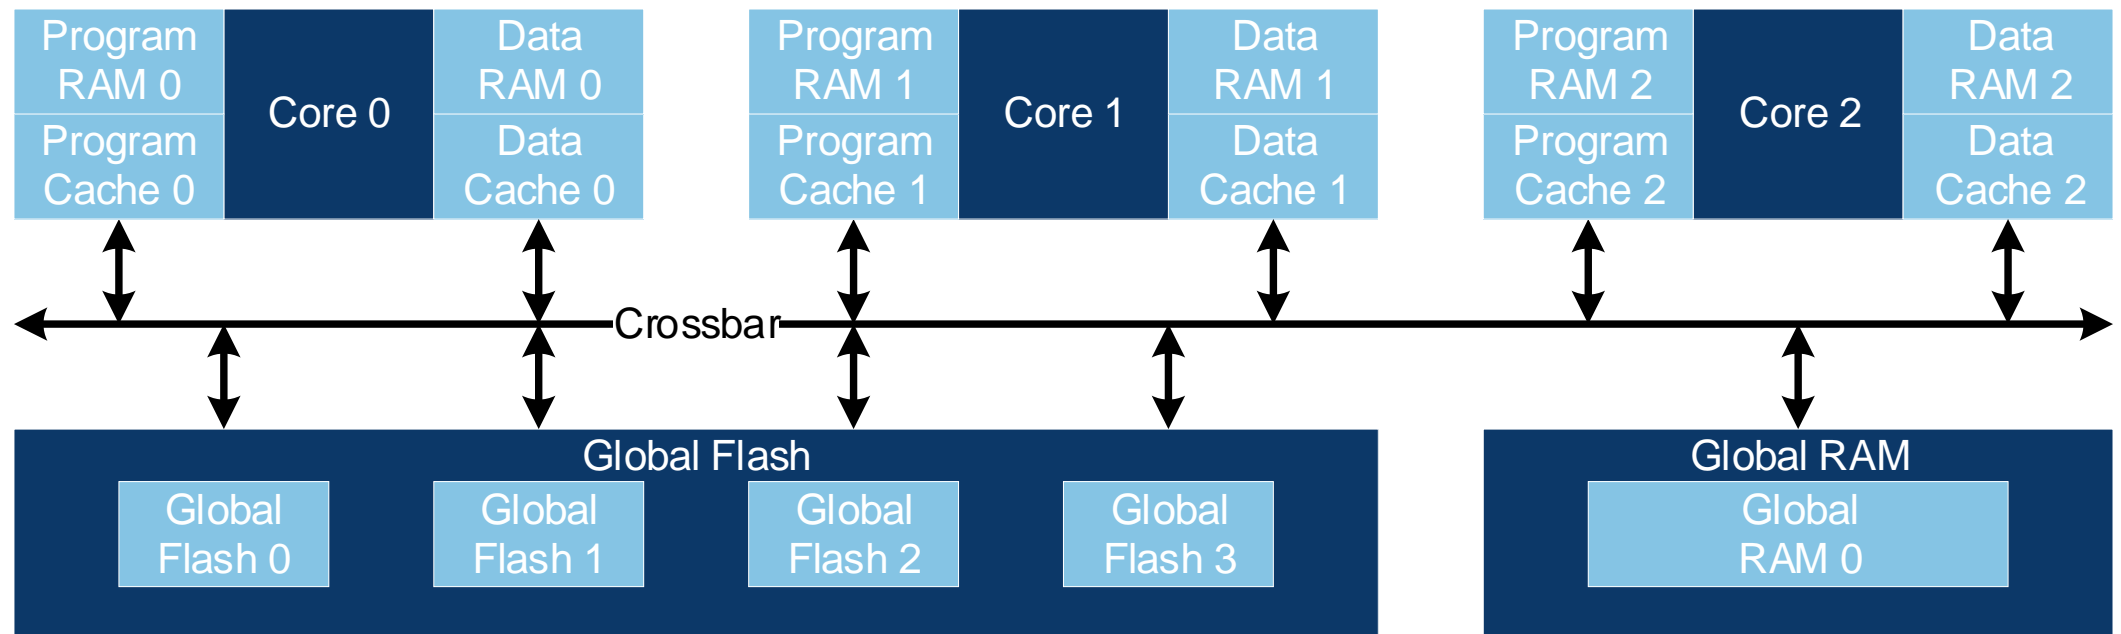 Program
RAM 0
Core 0
Data
RAM 0
Program
Cache 0
Data
Cache 0
Program
RAM 1
Core 1
Data
RAM 1
Program
Cache 1
Data
Cache 1
Program
RAM 2
Core 2
Data
RAM 2
Program
Cache 2
Data
Cache 2
Crossbar
Global Flash
Global
Flash 0
Global
Flash 1
Global
Flash 2
Global
Flash 3
Global RAM
Global
RAM 0